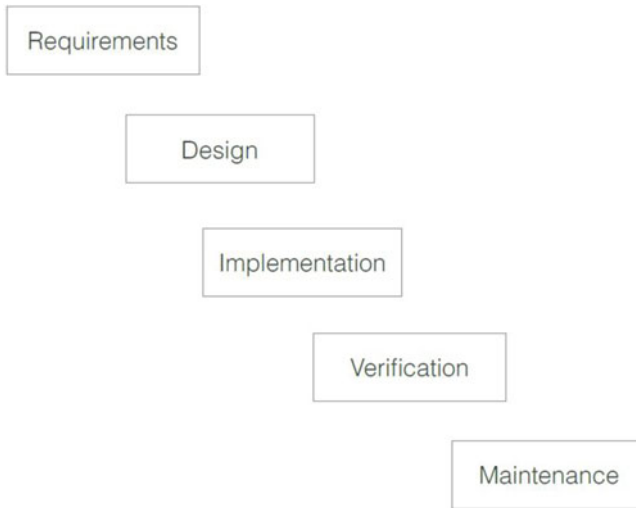 Requirements
Design
Implementation
Verification
Maintenance